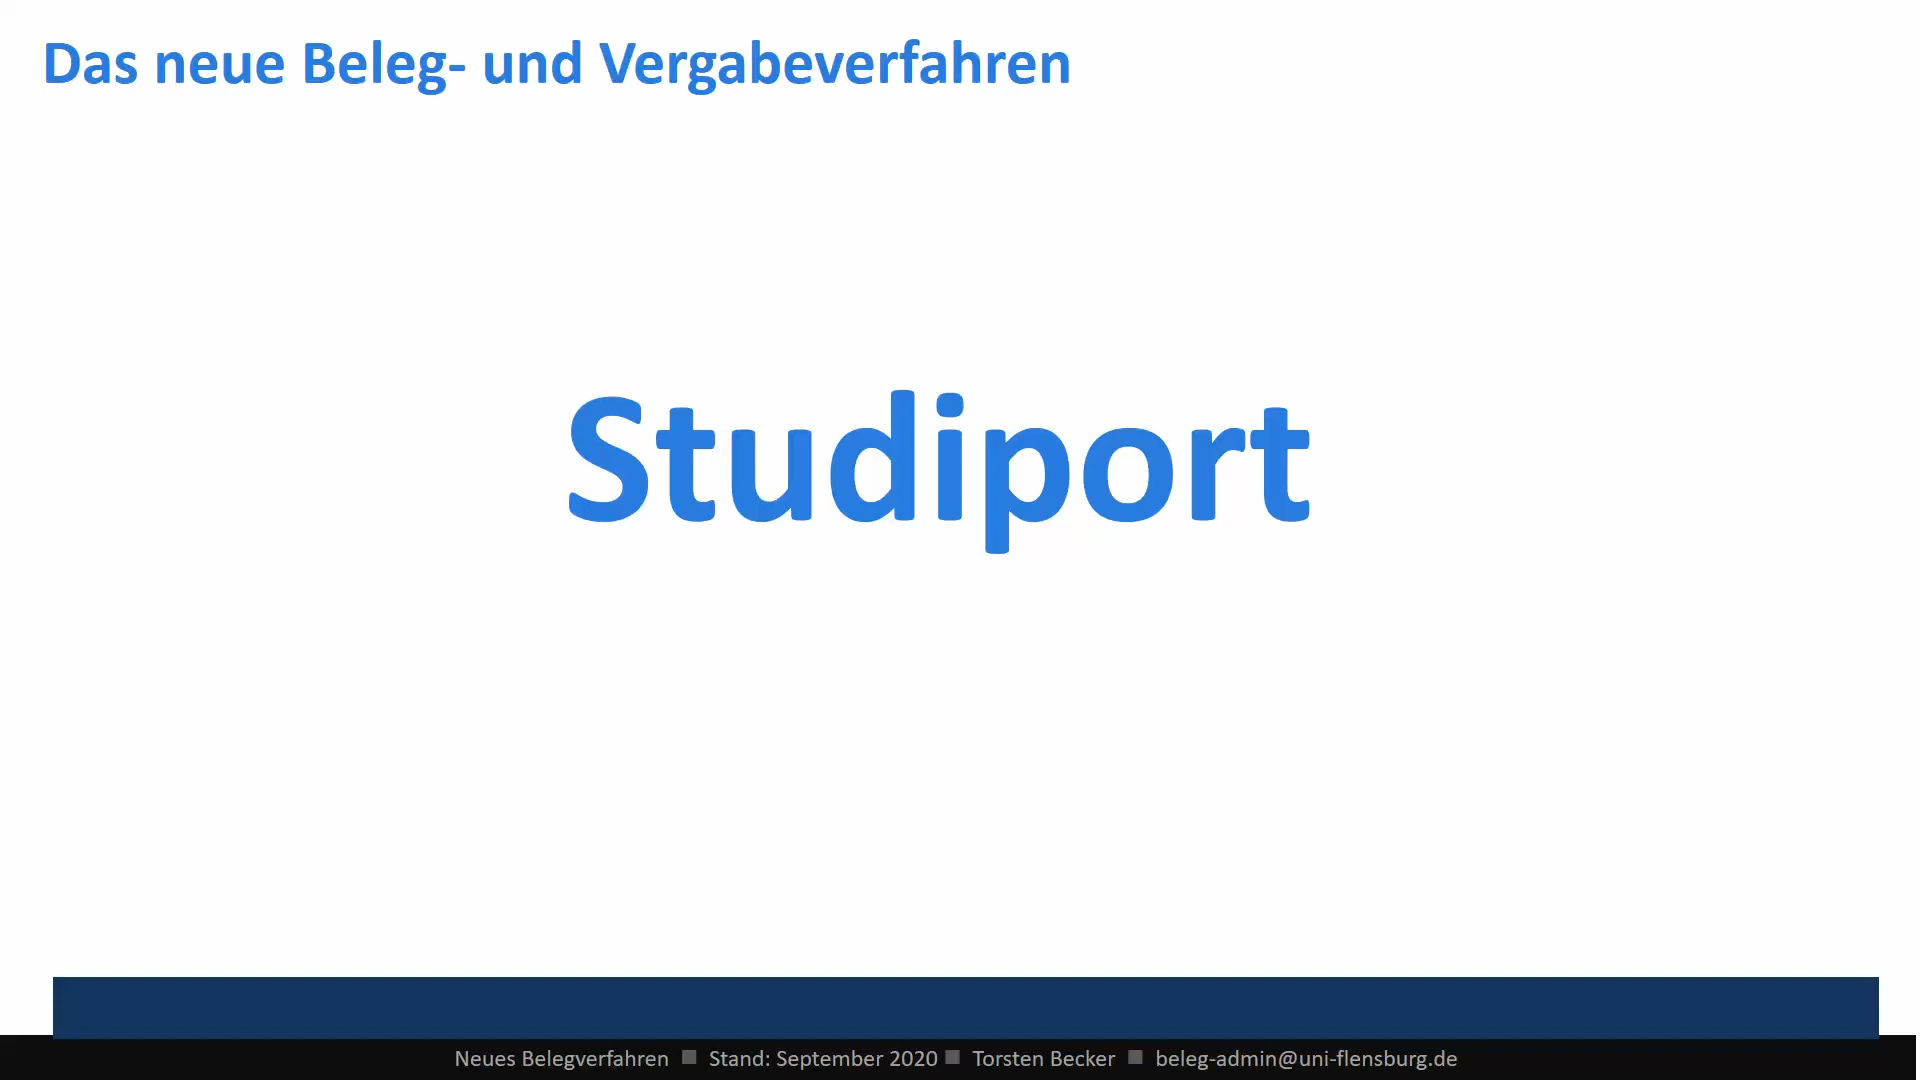 Das neue Beleg- und Vergabeverfahren
Studiport
Neues Belegverfahren ■ Stand: September 2020 ■ Torsten Becker ■ beleg-admin@uni-flensburg.de